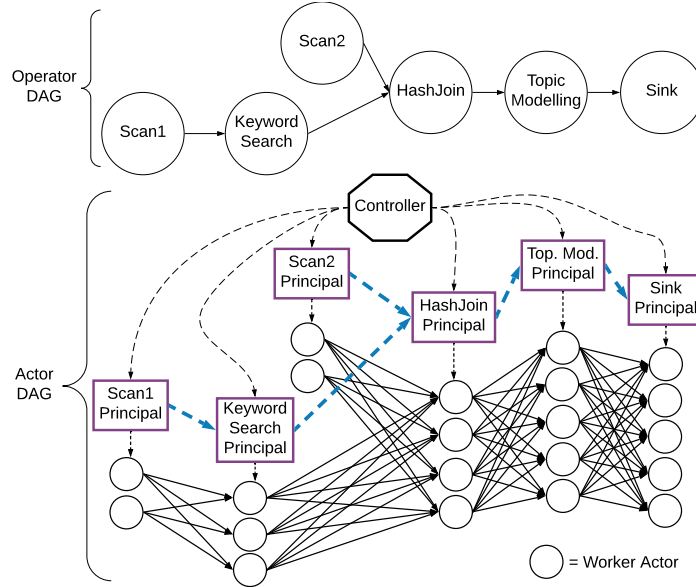 Scan2
Operator
DAG
HashJoin
Topic
Modelling
Sink
Scan1
Keyword
Search
Controller
Scan2
Principal
Top. Mod.
Principal
HashJoin
Principal
Sink
Principal
Actor
DAG
Scan1
Principal
Keyword
Search
Principal
= Worker Actor